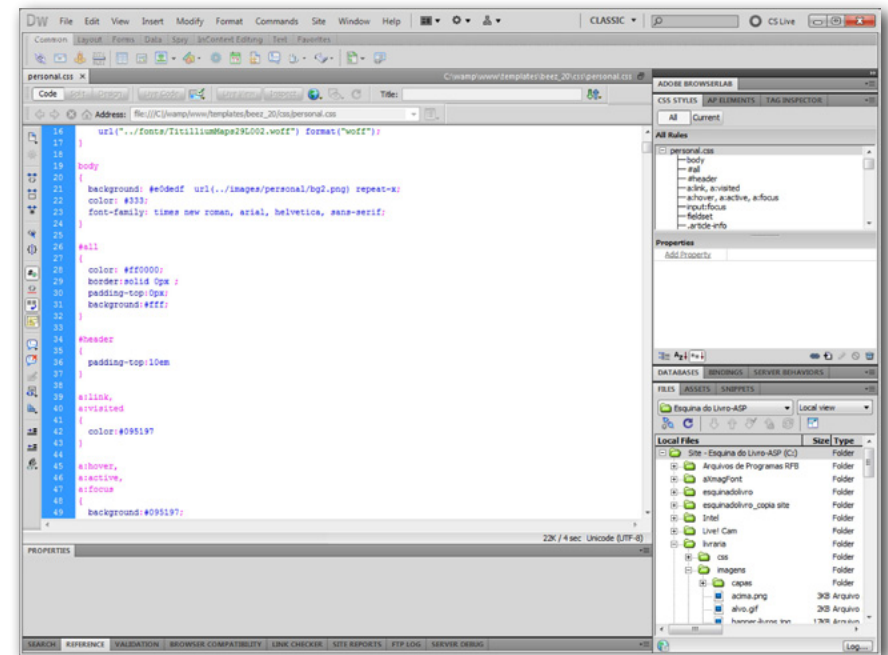 DW File Edit View Insert Modify Format Commands Site Window Help CLASSIC CS Live
Common Layout Forms Data Spry InContext Editing Text Favorites
personal.css × C:\wamp\www\templates\beez_20\css\personal.css
Code Split Design Live Code Live View Inspect Title:
Address: file:///C|/wamp/www/templates/beez_20/css/personal.css
16 url("../fonts/TitilliumMaps29L002.woff") format("woff");
17 }
18
19 body
20 {
21 background: #e0dedf url(../images/personal/bg2.png) repeat-x;
22 color: #333;
23 font-family: times new roman, arial, helvetica, sans-serif;
24 }
25
26 #all
27 {
28 color: #ff0000;
29 border:solid 0px ;
30 padding-top:0px;
31 background:#fff;
32 }
33
34 #header
35 {
36 padding-top:10em
37 }
38
39 a:link,
40 a:visited
41 {
42 color:#095197
43 }
44
45 a:hover,
46 a:active,
47 a:focus
48 {
49 background:#095197;
22K / 4 sec Unicode (UTF-8)
PROPERTIES
SEARCH REFERENCE VALIDATION BROWSER COMPATIBILITY LINK CHECKER SITE REPORTS FTP LOG SERVER DEBUG
ADOBE BROWSERLAB
CSS STYLES AP ELEMENTS TAG INSPECTOR
All Current
All Rules
personal.css
body
#all
#header
a:link, a:visited
a:hover, a:active, a:focus
input:focus
fieldset
.article-info
Properties
Add Property
DATABASES BINDINGS SERVER BEHAVIORS
FILES ASSETS SNIPPETS
Esquina do Livro-ASP Local view
Local Files Size Type
Site - Esquina do Livro-ASP (C:) Folder
Arquivos de Programas RFB Folder
aXmagFont Folder
esquinadolivro Folder
esquinadolivro_copia site Folder
Intel Folder
Live! Cam Folder
livraria Folder
css Folder
imagens Folder
capas Folder
acima.png 3KB Arquivo
alvo.gif 2KB Arquivo
banner-livros.jpg 17KB Arquivo
Log...